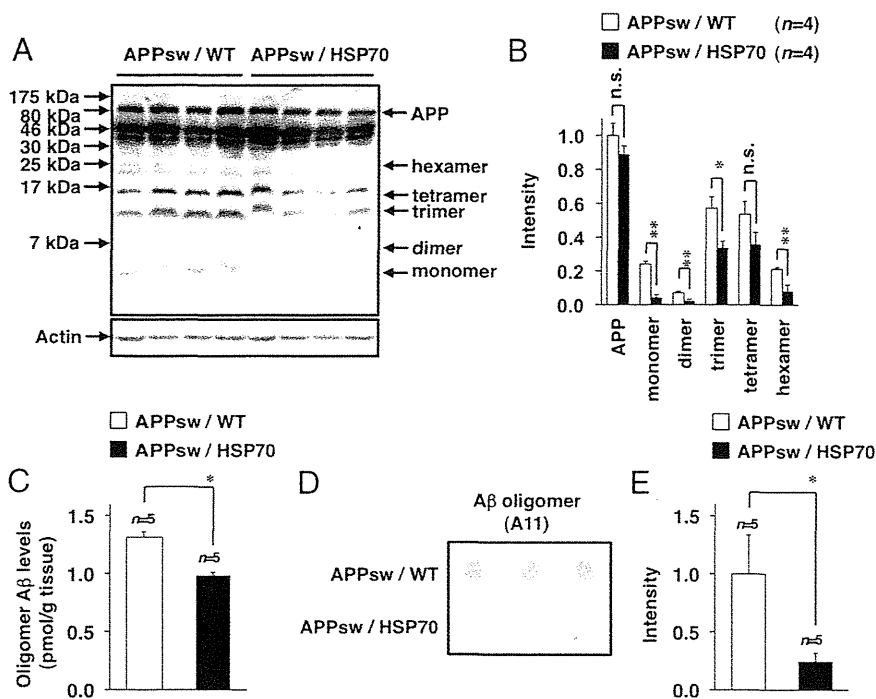 A
APPsw / WT APPsw / HSP70
175 kDa
80 kDa
46 kDa
30 kDa
25 kDa
17 kDa
7 kDa
APP
hexamer
tetramer
trimer
dimer
monomer
Actin
B
APPsw / WT (n=4)
APPsw / HSP70 (n=4)
Intensity
1.0
0.8
0.6
0.4
0.2
0.0
n.s.
**
**
*
n.s.
**
APP
monomer
dimer
trimer
tetramer
hexamer
APPsw / WT
APPsw / HSP70
C
Oligomer Aβ levels
(pmol/g tissue)
1.5
1.0
0.5
0.0
*
n=5
n=5
D
Aβ oligomer
(A11)
APPsw / WT
APPsw / HSP70
APPsw / WT
APPsw / HSP70
E
Intensity
1.5
1.0
0.5
0.0
*
n=5
n=5